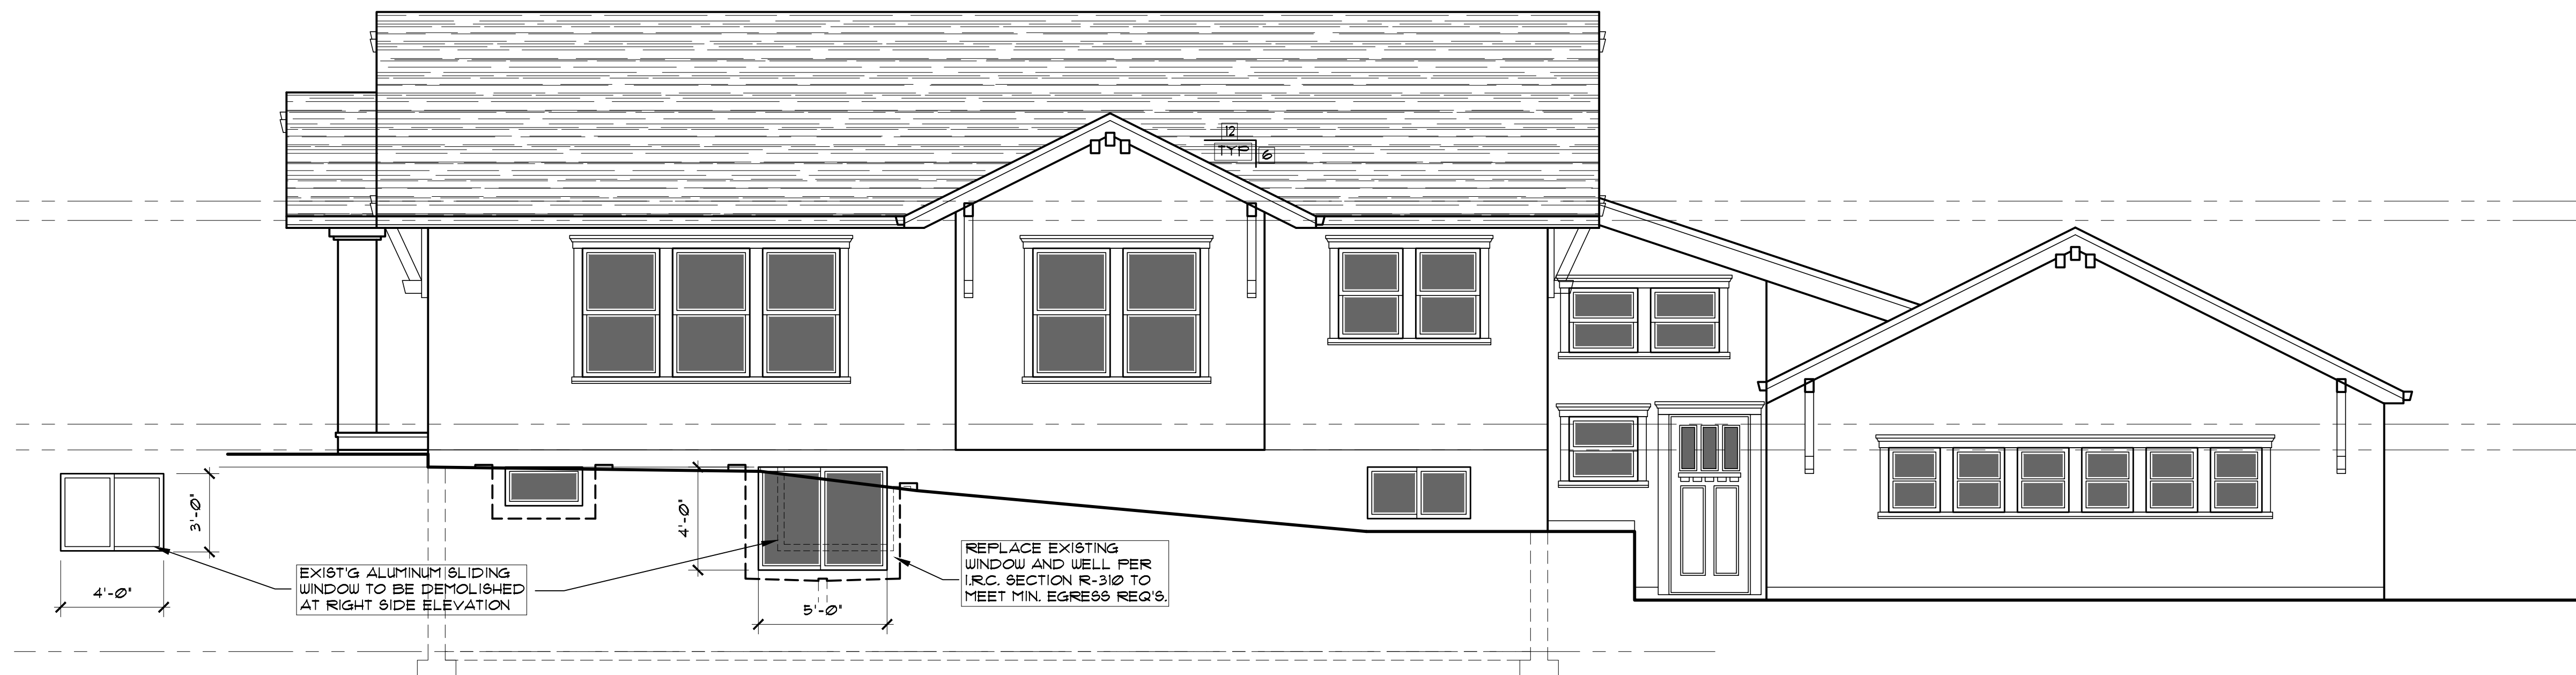 12
TYP
6
3'-0"
4'-0"
4'-0"
5'-0"
EXIST'G ALUMINUM SLIDING
WINDOW TO BE DEMOLISHED
AT RIGHT SIDE ELEVATION
REPLACE EXISTING
WINDOW AND WELL PER
I.R.C. SECTION R-310 TO
MEET MIN. EGRESS REQ'S.